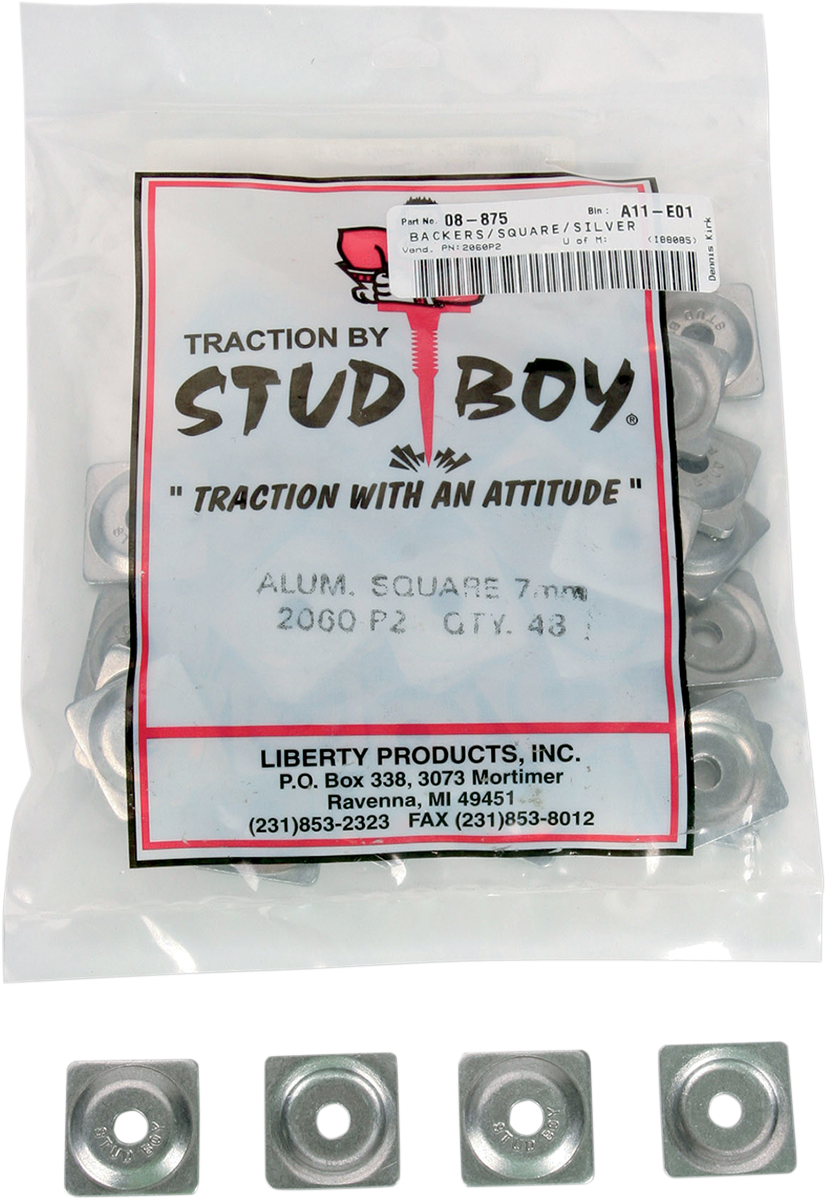 Part No. 08-875 Bin: A11-E01
BACKERS/SQUARE/SILVER
Vend. PN:2060P2 U of M: (IB8085)
Dennis Kirk
TRACTION BY
STUD BOY®
" TRACTION WITH AN ATTITUDE "
ALUM. SQUARE 7mm
2060 P2 QTY. 48
LIBERTY PRODUCTS, INC.
P.O. Box 338, 3073 Mortimer
Ravenna, MI 49451
(231)853-2323 FAX (231)853-8012
STUD BOY
STUD BOY